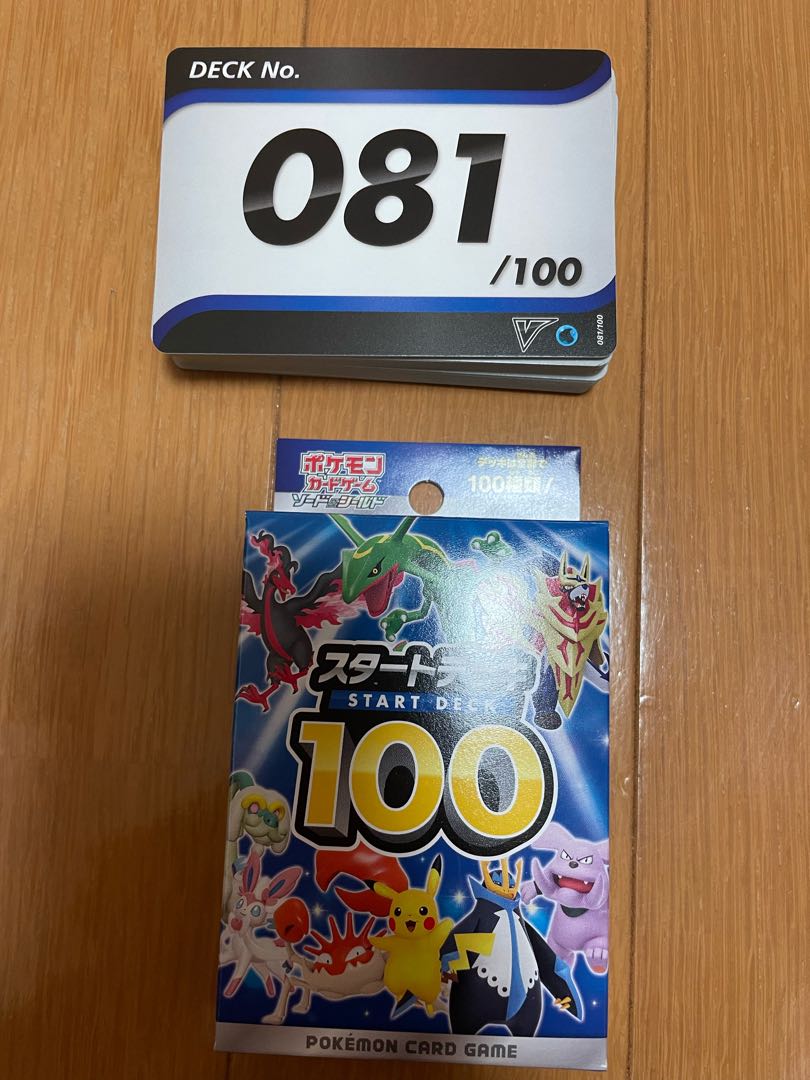 DECK No.
081
/100
081/100
ポケモン
カードゲーム
ソード&シールド
デッキは全部で
100種類!
スタートデッキ
START DECK
100
POKÉMON CARD GAME